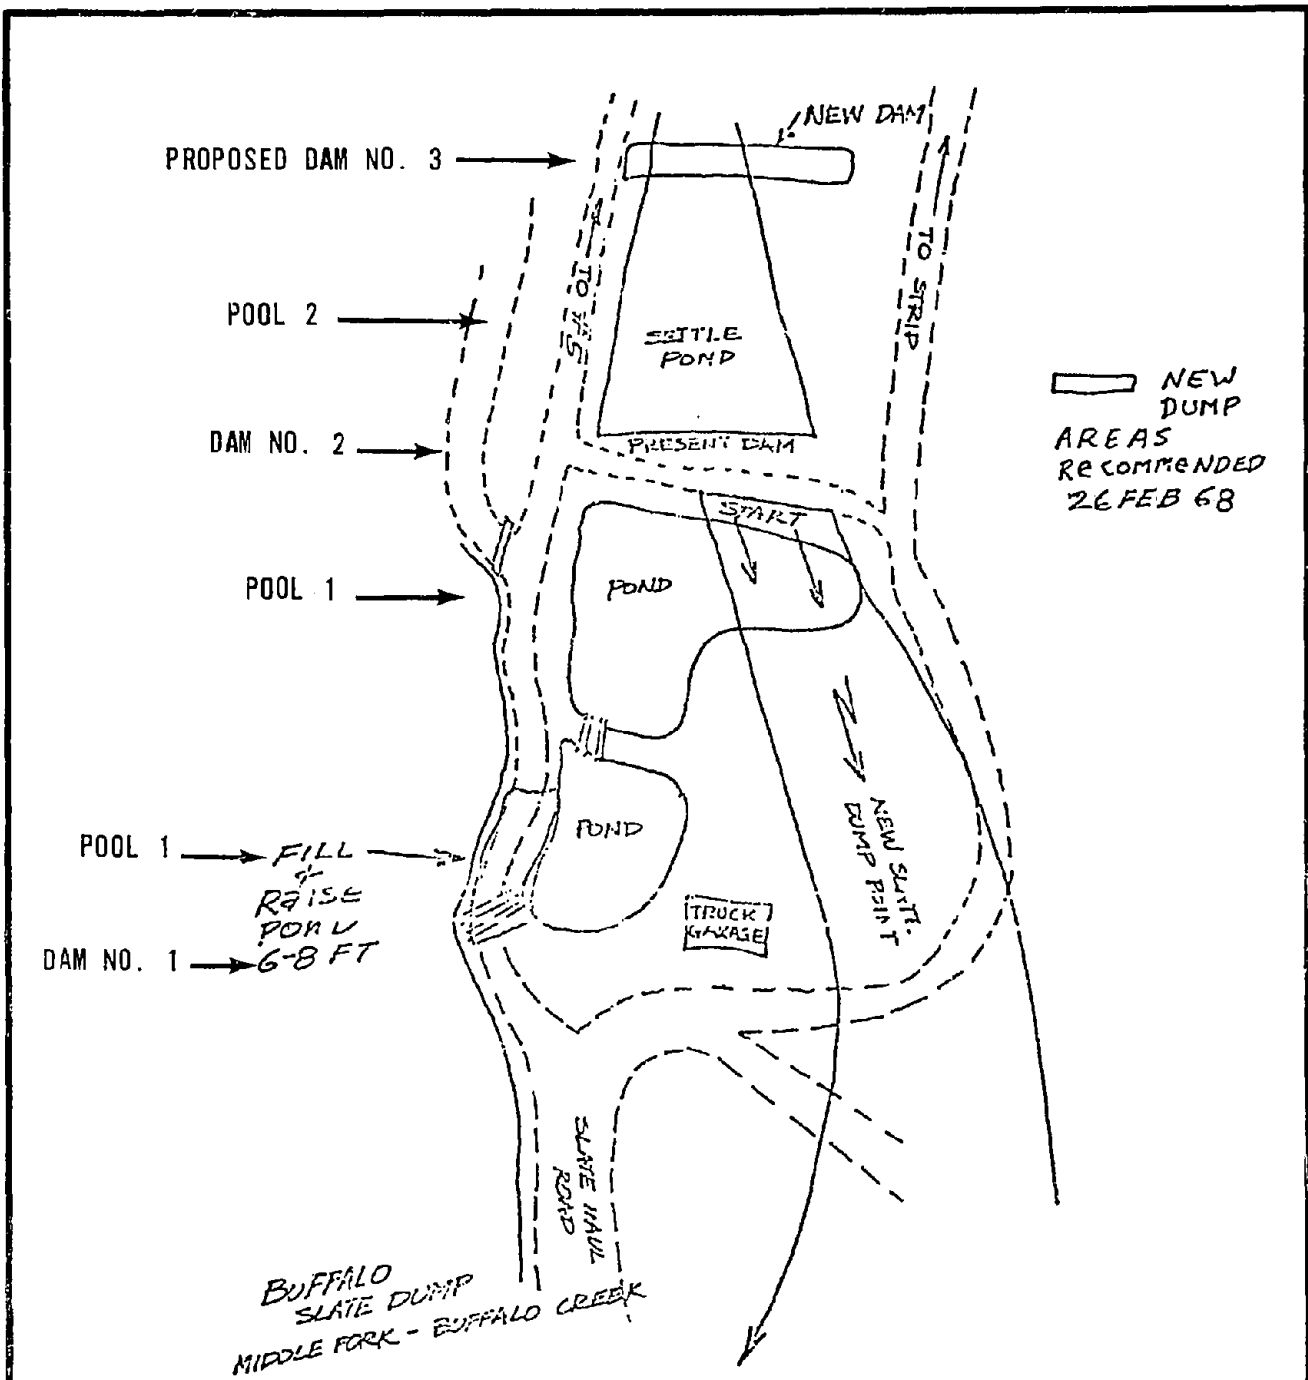 NEW DAM
PROPOSED DAM NO. 3
TO #5
TO STRIP
POOL 2
SETTLE
POND
NEW
DUMP
AREAS
RECOMMENDED
26 FEB 68
DAM NO. 2
PRESENT DAM
START
POOL 1
POND
POOL 1
FILL
+
RAISE
POND
6-8 FT
POND
NEW SLATE
DUMP POINT
TRUCK
GARAGE
DAM NO. 1
SLATE HAUL
ROAD
BUFFALO
SLATE DUMP
MIDDLE FORK - BUFFALO CREEK